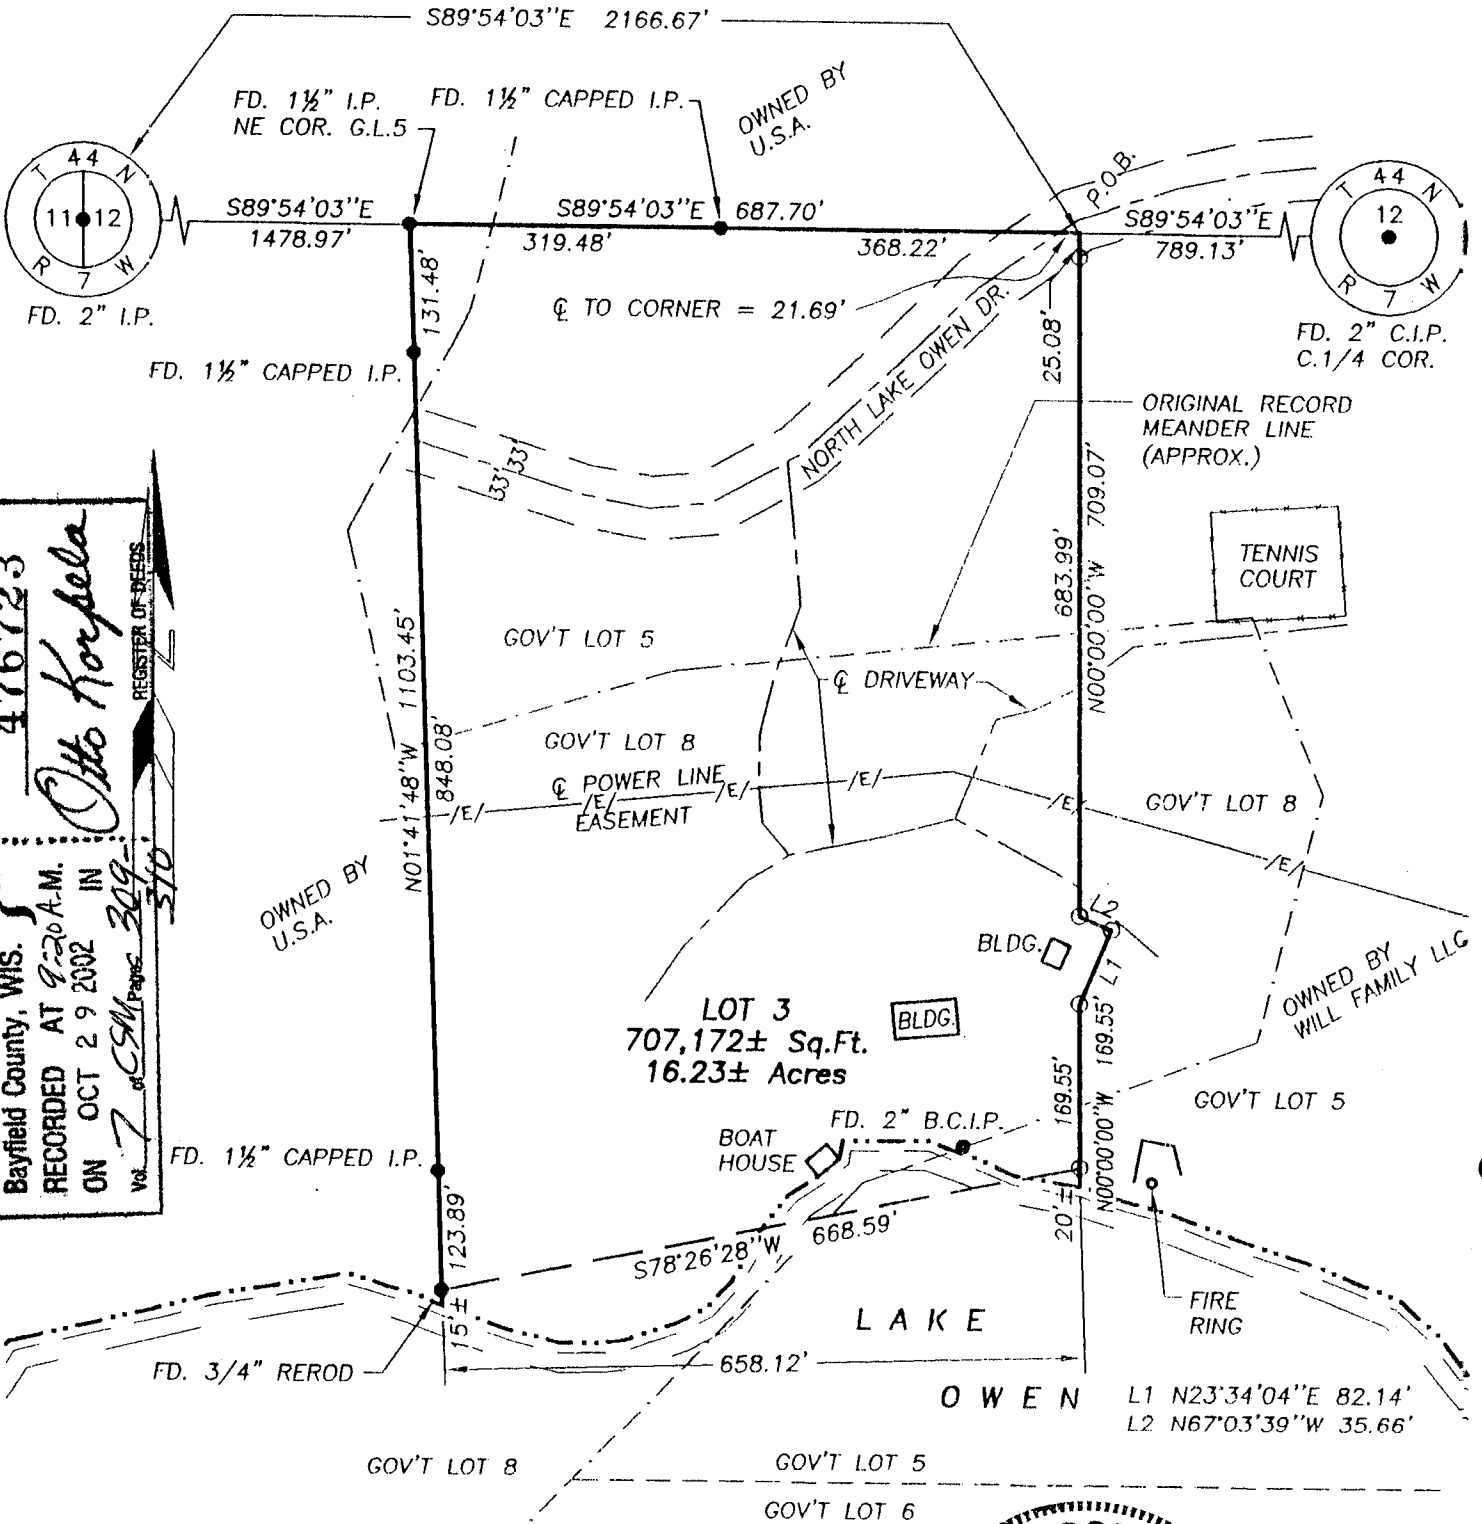 S89°54'03"E 2166.67'
FD. 1½" I.P.
NE COR. G.L.5
FD. 1½" CAPPED I.P.
OWNED BY
U.S.A.
P.O.B.
T 44 N
11 12
R 7 W
FD. 2" I.P.
S89°54'03"E
1478.97'
S89°54'03"E 687.70'
319.48'
368.22'
S89°54'03"E
789.13'
T 44 N
12
R 7 W
FD. 2" C.I.P.
C.1/4 COR.
131.48'
℄ TO CORNER = 21.69'
NORTH LAKE OWEN DR.
25.08'
FD. 1½" CAPPED I.P.
33' 33'
ORIGINAL RECORD
MEANDER LINE
(APPROX.)
683.99'
N00°00'00"W 709.07'
TENNIS
COURT
GOV'T LOT 5
℄ DRIVEWAY
N01°41'48"W 1103.45'
848.08'
GOV'T LOT 8
℄ POWER LINE
EASEMENT
/E/ /E/ /E/ /E/ /E/ /E/
GOV'T LOT 8
OWNED BY
U.S.A.
476723
Otto Korpela
REGISTER OF DEEDS
Bayfield County, WIS.
RECORDED AT 9:20 A.M.
ON OCT 29 2002 IN
Vol. 7 of CSM Pages 309-
310
L2
BLDG.
L1
OWNED BY
WILL FAMILY LLC
LOT 3
707,172± Sq.Ft.
16.23± Acres
BLDG.
169.55'
N00°00'00"W 169.55'
GOV'T LOT 5
FD. 2" B.C.I.P.
BOAT
HOUSE
FD. 1½" CAPPED I.P.
123.89'
S78°26'28"W 668.59'
20'±
FIRE
RING
15'±
LAKE
FD. 3/4" REROD
658.12'
OWEN
L1 N23°34'04"E 82.14'
L2 N67°03'39"W 35.66'
GOV'T LOT 8
GOV'T LOT 5
GOV'T LOT 6